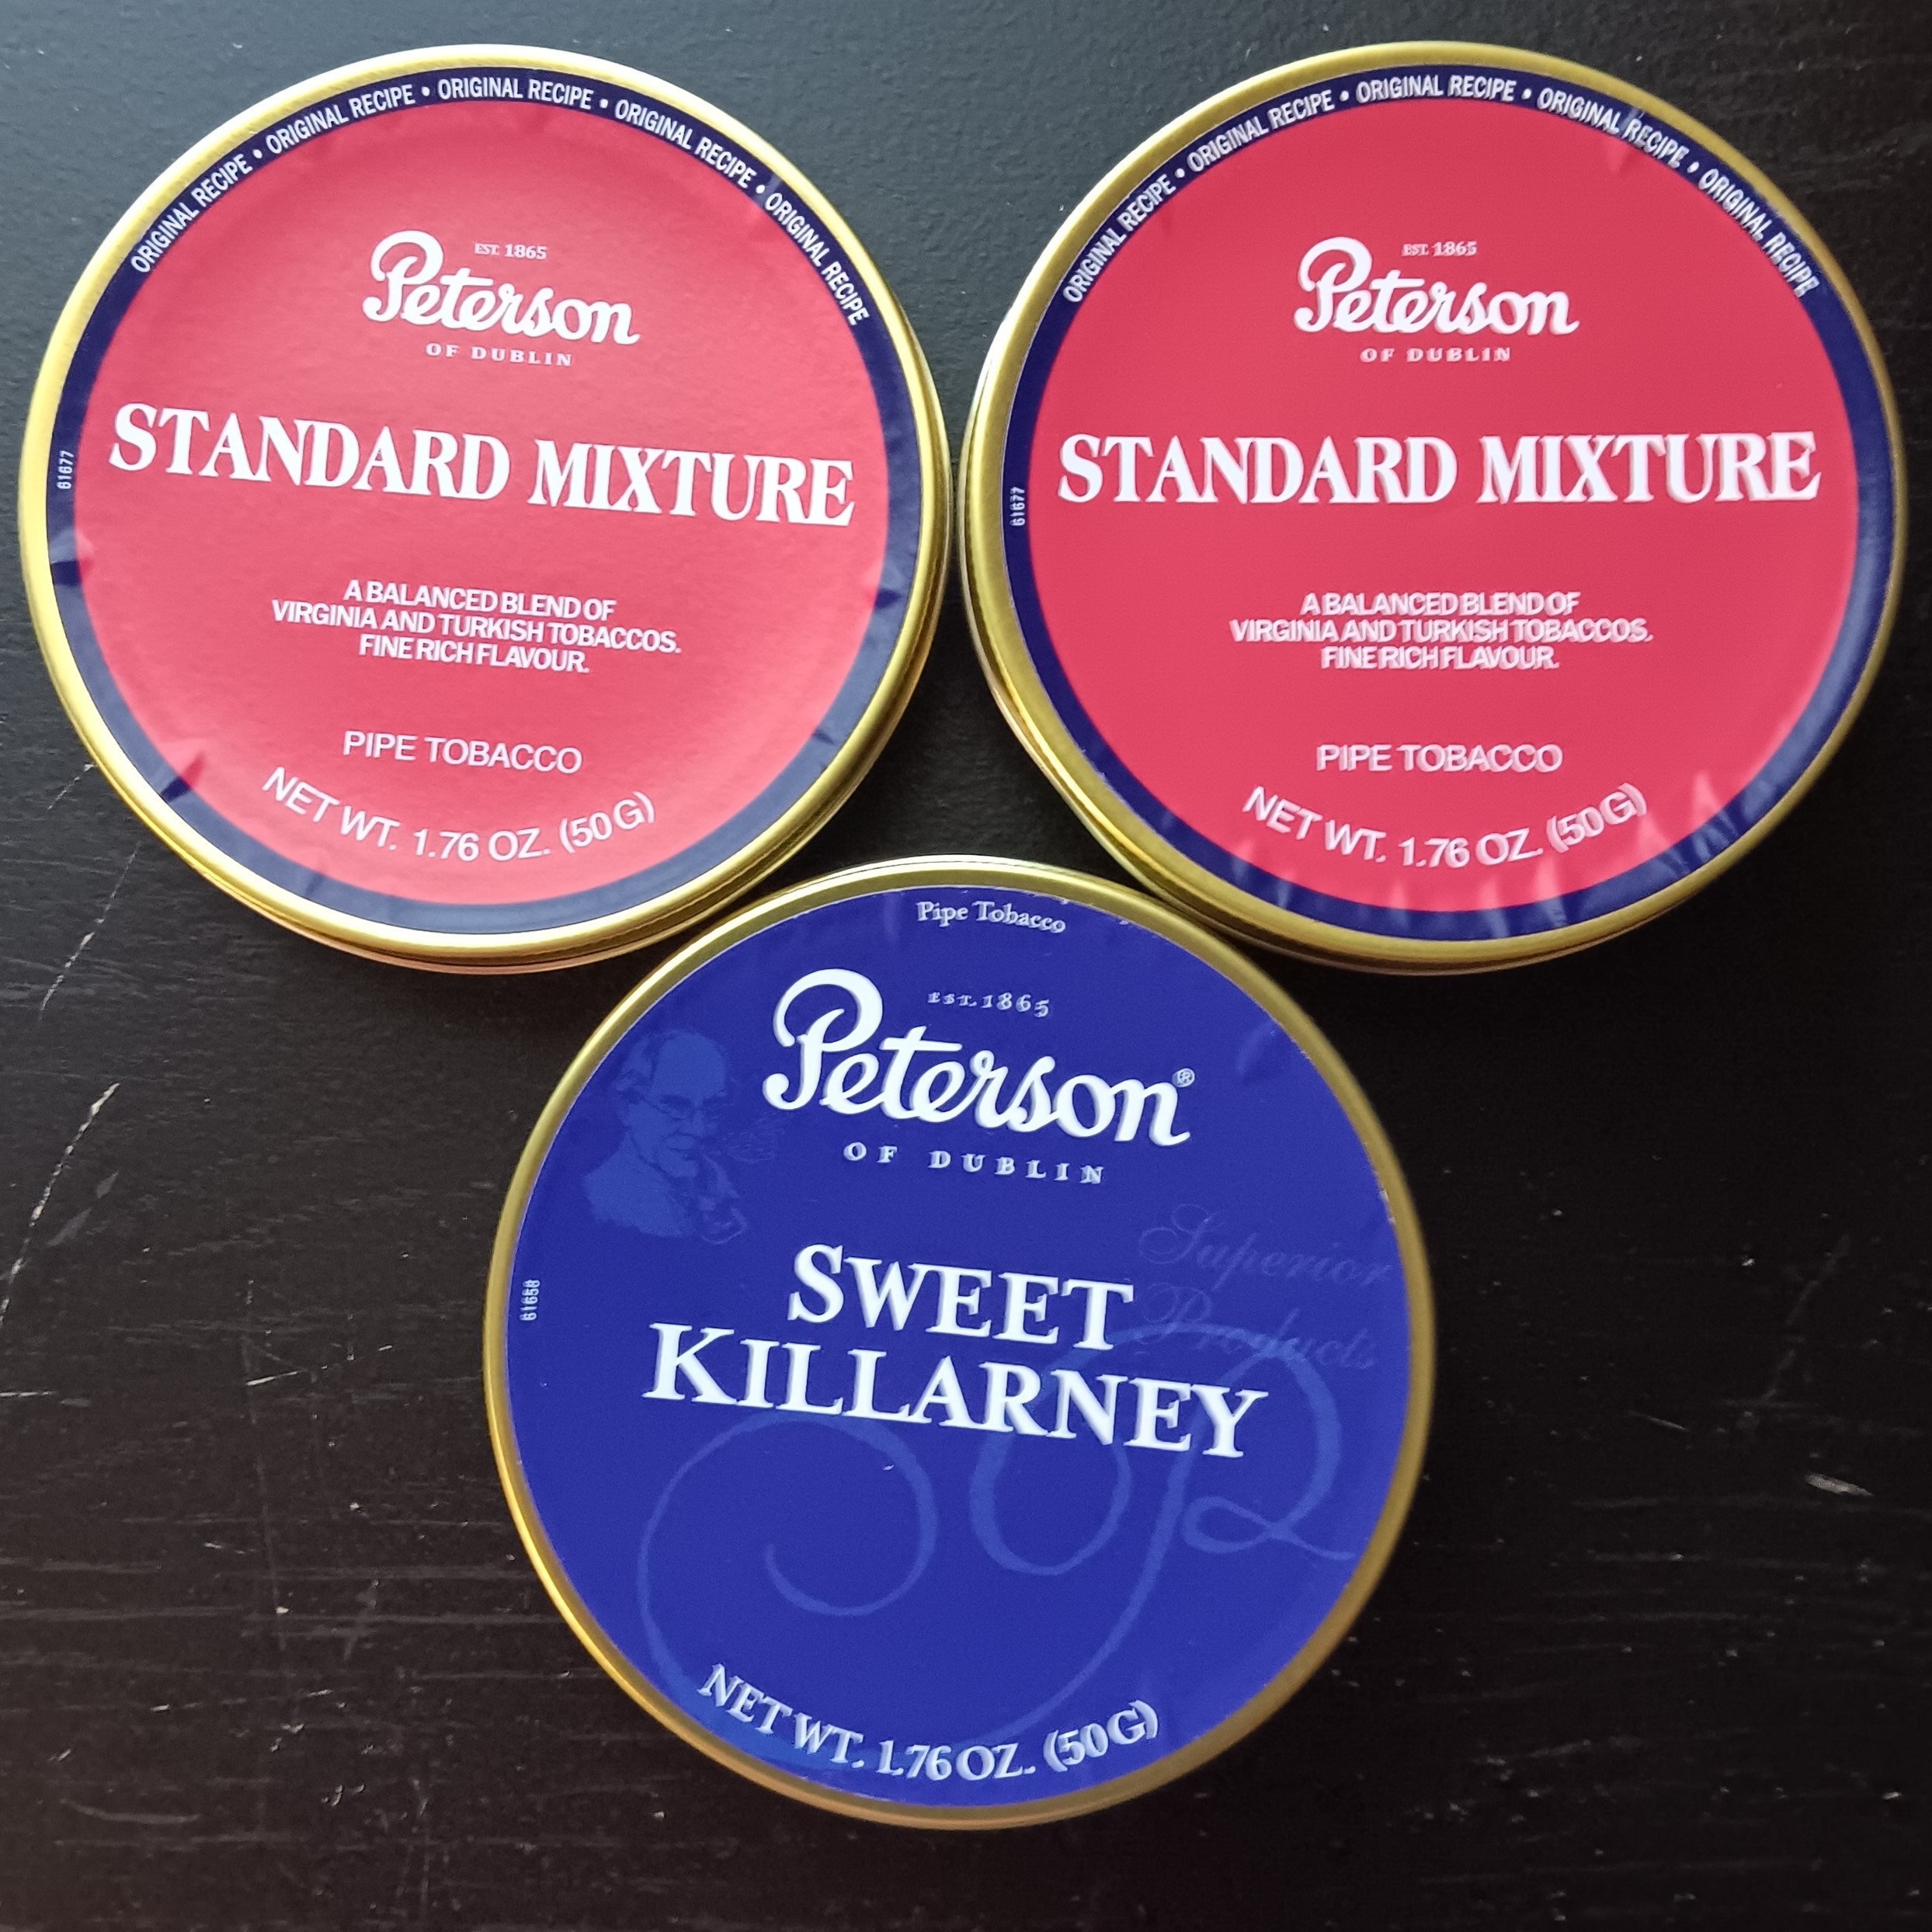 ORIGINAL RECIPE • ORIGINAL RECIPE • ORIGINAL RECIPE • ORIGINAL RECIPE • ORIGINAL RECIPE
EST. 1865
Peterson
OF DUBLIN
STANDARD MIXTURE
61677
A BALANCED BLEND OF
VIRGINIA AND TURKISH TOBACCOS.
FINE RICH FLAVOUR.
PIPE TOBACCO
NET WT. 1.76 OZ. (50 G)
ORIGINAL RECIPE • ORIGINAL RECIPE • ORIGINAL RECIPE • ORIGINAL RECIPE • ORIGINAL RECIPE
EST. 1865
Peterson
OF DUBLIN
STANDARD MIXTURE
61677
A BALANCED BLEND OF
VIRGINIA AND TURKISH TOBACCOS.
FINE RICH FLAVOUR.
PIPE TOBACCO
NET WT. 1.76 OZ. (50 G)
Pipe Tobacco
EST. 1865
Peterson®
OF DUBLIN
Superior
Products
SWEET
KILLARNEY
61658
NET WT. 1.76 OZ. (50 G)